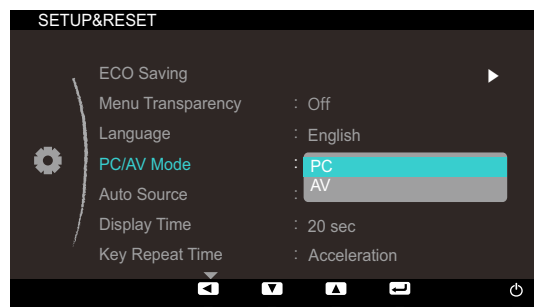 SETUP&RESET
ECO Saving
Menu Transparency : Off
Language : English
PC/AV Mode : PC
AV
Auto Source :
Display Time : 20 sec
Key Repeat Time : Acceleration